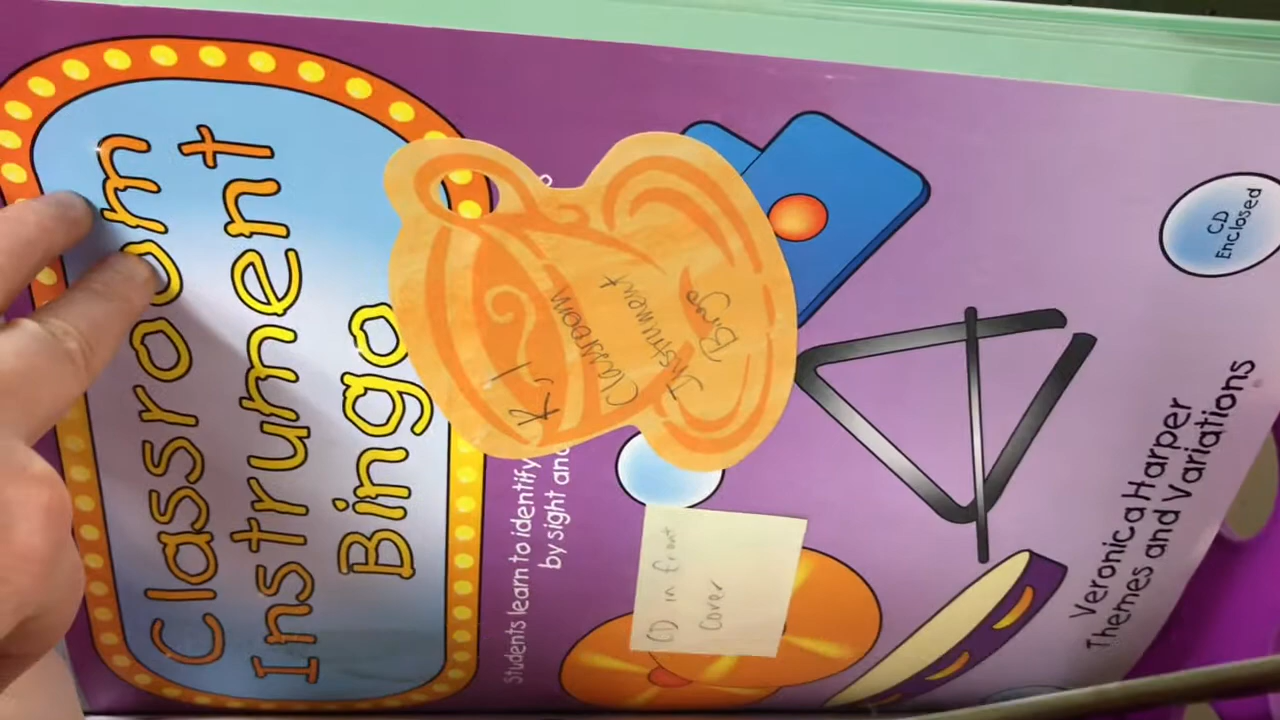 Classroom
Instrument
Bingo
Students learn to identify
by sight and
K, 1
Classroom
Instrument
Bingo
CD in front
cover
CD
Enclosed
Veronica Harper
Themes and Variations